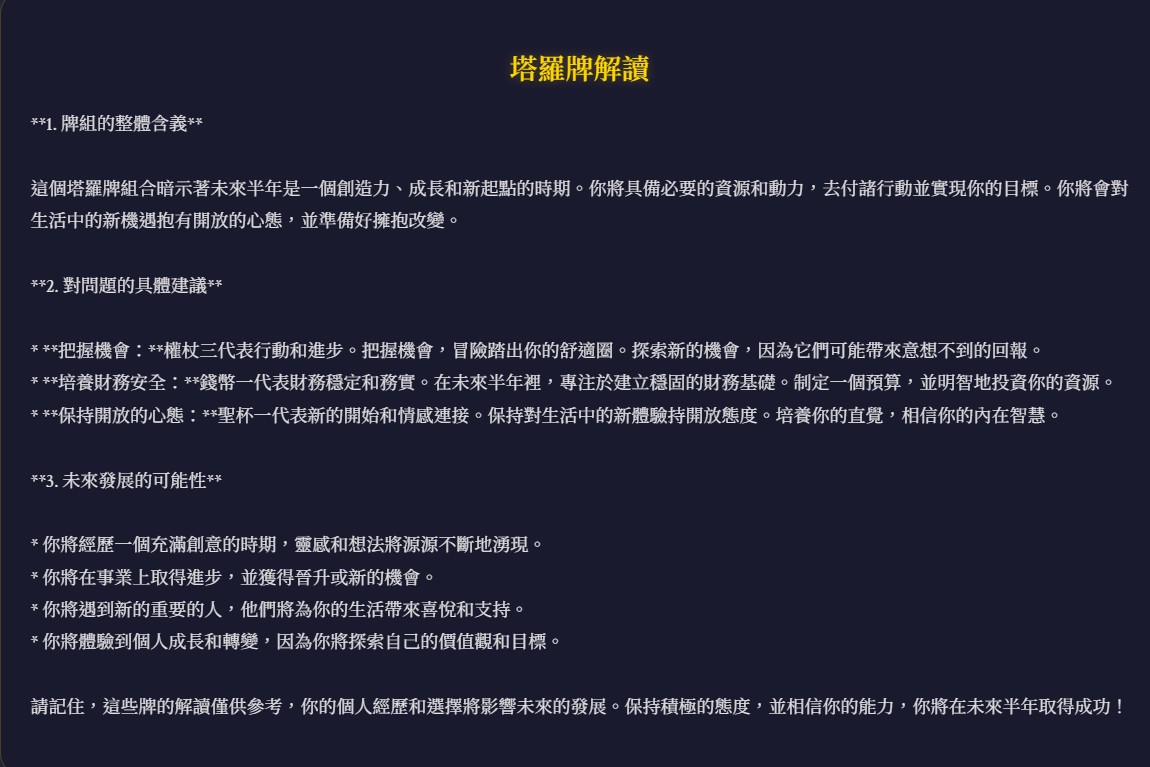 塔羅牌解讀
**1. 牌組的整體含義**
這個塔羅牌組合暗示著未來半年是一個創造力、成長和新起點的時期。你將具備必要的資源和動力，去付諸行動並實現你的目標。你將會對
生活中的新機遇抱有開放的心態，並準備好擁抱改變。
**2. 對問題的具體建議**
* **把握機會：**權杖三代表行動和進步。把握機會，冒險踏出你的舒適圈。探索新的機會，因為它們可能帶來意想不到的回報。
* **培養財務安全：**錢幣一代表財務穩定和務實。在未來半年裡，專注於建立穩固的財務基礎。制定一個預算，並明智地投資你的資源。
* **保持開放的心態：**聖杯一代表新的開始和情感連接。保持對生活中的新體驗持開放態度。培養你的直覺，相信你的內在智慧。
**3. 未來發展的可能性**
* 你將經歷一個充滿創意的時期，靈感和想法將源源不斷地湧現。
* 你將在事業上取得進步，並獲得晉升或新的機會。
* 你將遇到新的重要的人，他們將為你的生活帶來喜悅和支持。
* 你將體驗到個人成長和轉變，因為你將探索自己的價值觀和目標。
請記住，這些牌的解讀僅供參考，你的個人經歷和選擇將影響未來的發展。保持積極的態度，並相信你的能力，你將在未來半年取得成功！